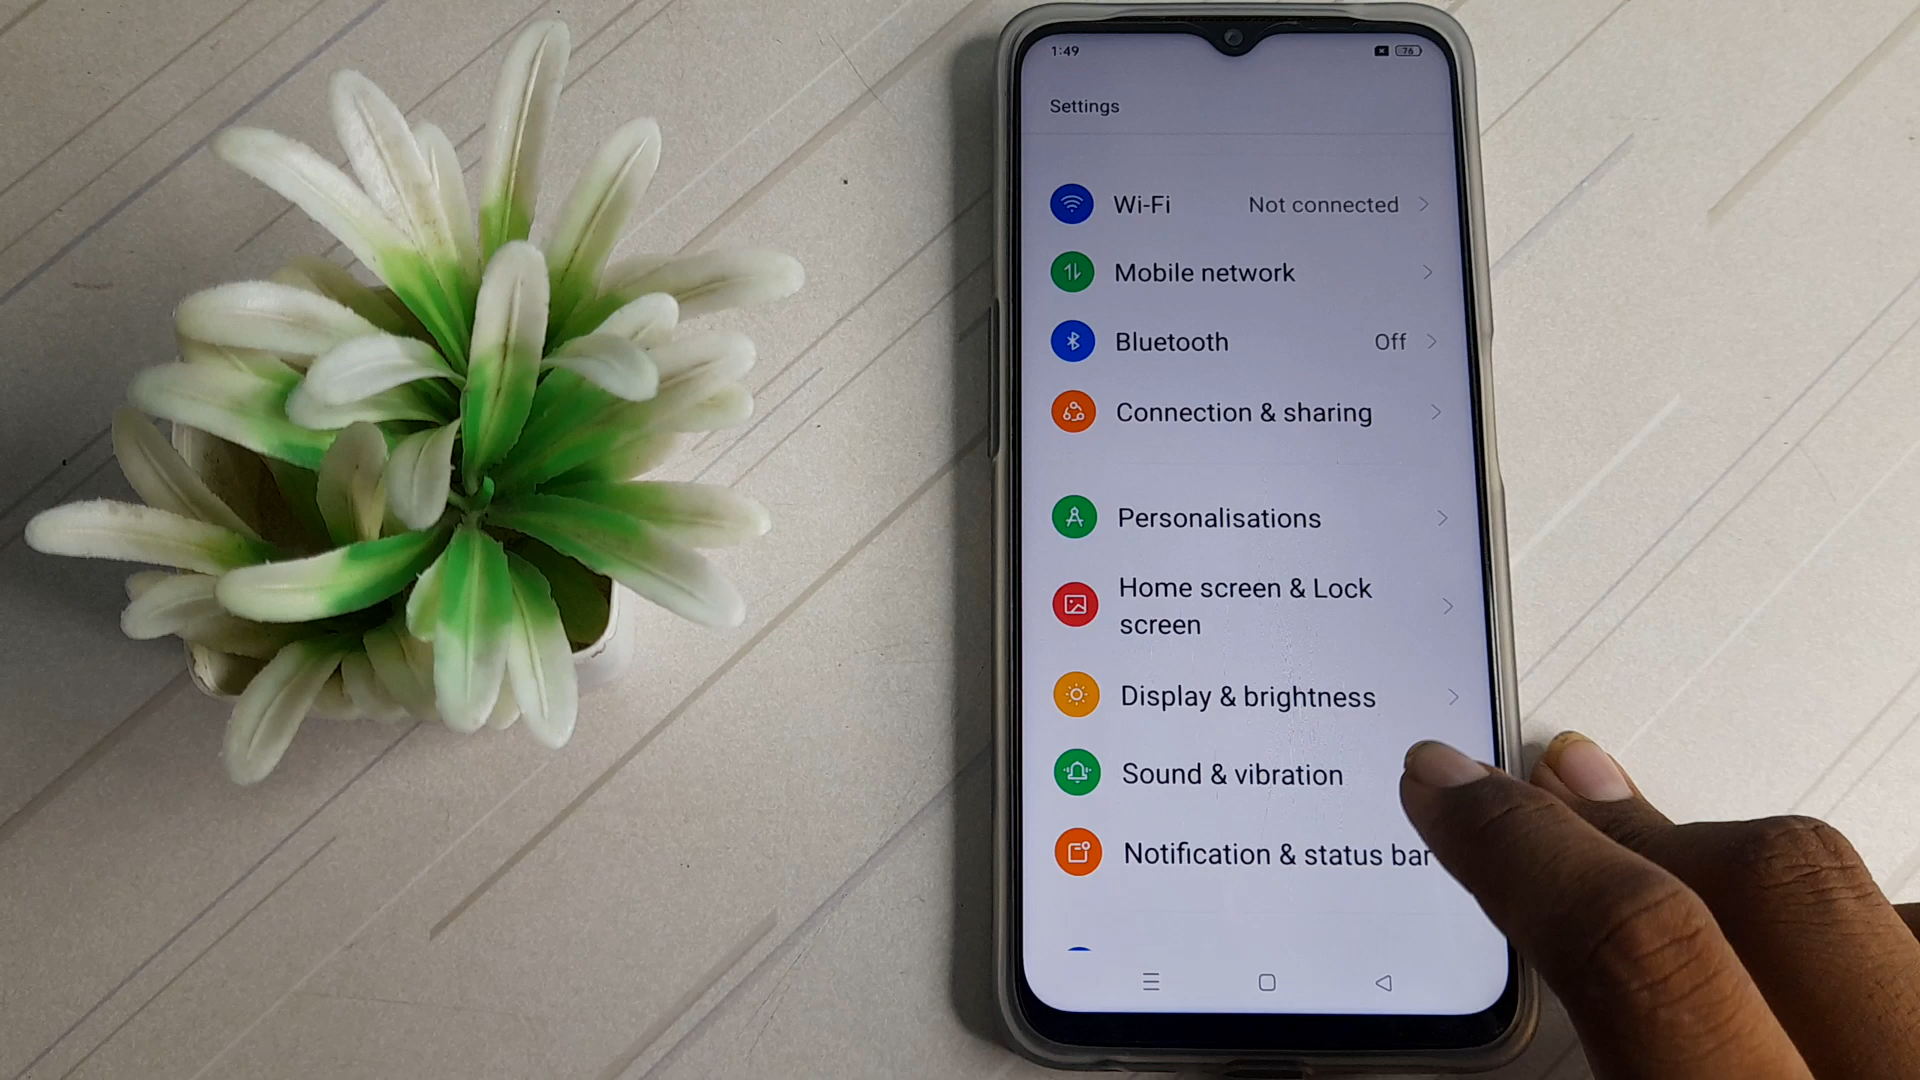 1:49
76
Settings
Wi-Fi Not connected
Mobile network
Bluetooth Off
Connection & sharing
Personalisations
Home screen & Lock
screen
Display & brightness
Sound & vibration
Notification & status bar